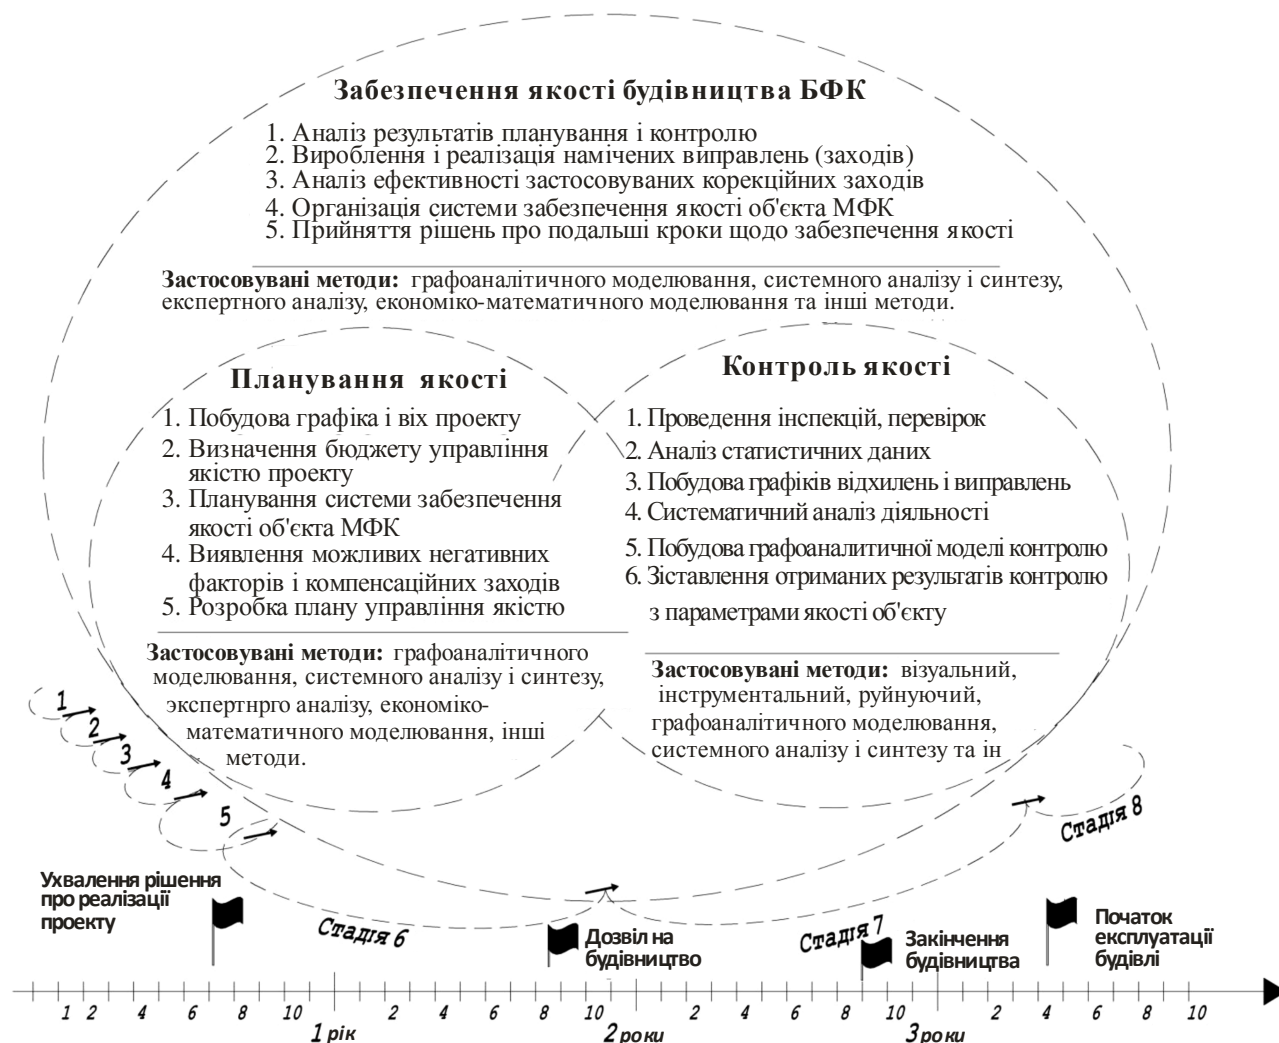 Забезпечення якості будівництва БФК
1. Аналіз результатів планування і контролю
2. Вироблення і реалізація намічених виправлень (заходів)
3. Аналіз ефективності застосовуваних корекційних заходів
4. Організація системи забезпечення якості об'єкта МФК
5. Прийняття рішень про подальші кроки щодо забезпечення якості
Застосовувані методи: графоаналітичного моделювання, системного аналізу і синтезу,
експертного аналізу, економіко-математичного моделювання та інші методи.
Планування якості
1. Побудова графіка і віх проекту
2. Визначення бюджету управління
якістю проекту
3. Планування системи забезпечення
якості об'єкта МФК
4. Виявлення можливих негативних
факторів і компенсаційних заходів
5. Розробка плану управління якістю
Застосовувані методи: графоаналітичного
моделювання, системного аналізу і синтезу,
экспертнрго аналізу, економіко-
математичного моделювання, інші
методи.
Контроль якості
1. Проведення інспекцій, перевірок
2. Аналіз статистичних даних
3. Побудова графіків відхилень і виправлень
4. Систематичний аналіз діяльності
5. Побудова графоаналитичної моделі контролю
6. Зіставлення отриманих результатів контролю
з параметрами якості об'єкту
Застосовувані методи: візуальний,
інструментальний, руйнуючий,
графоаналітичного моделювання,
системного аналізу і синтезу та ін
1
2
3
4
5
Стадія 6
Стадія 7
Стадія 8
Ухвалення рішення
про реалізації
проекту
Дозвіл на
будівництво
Закінчення
будівництва
Початок
експлуатації
будівлі
1 2 4 6 8 10 2 4 6 8 10 2 4 6 8 10 2 4 6 8 10
1 рік 2 роки 3 роки